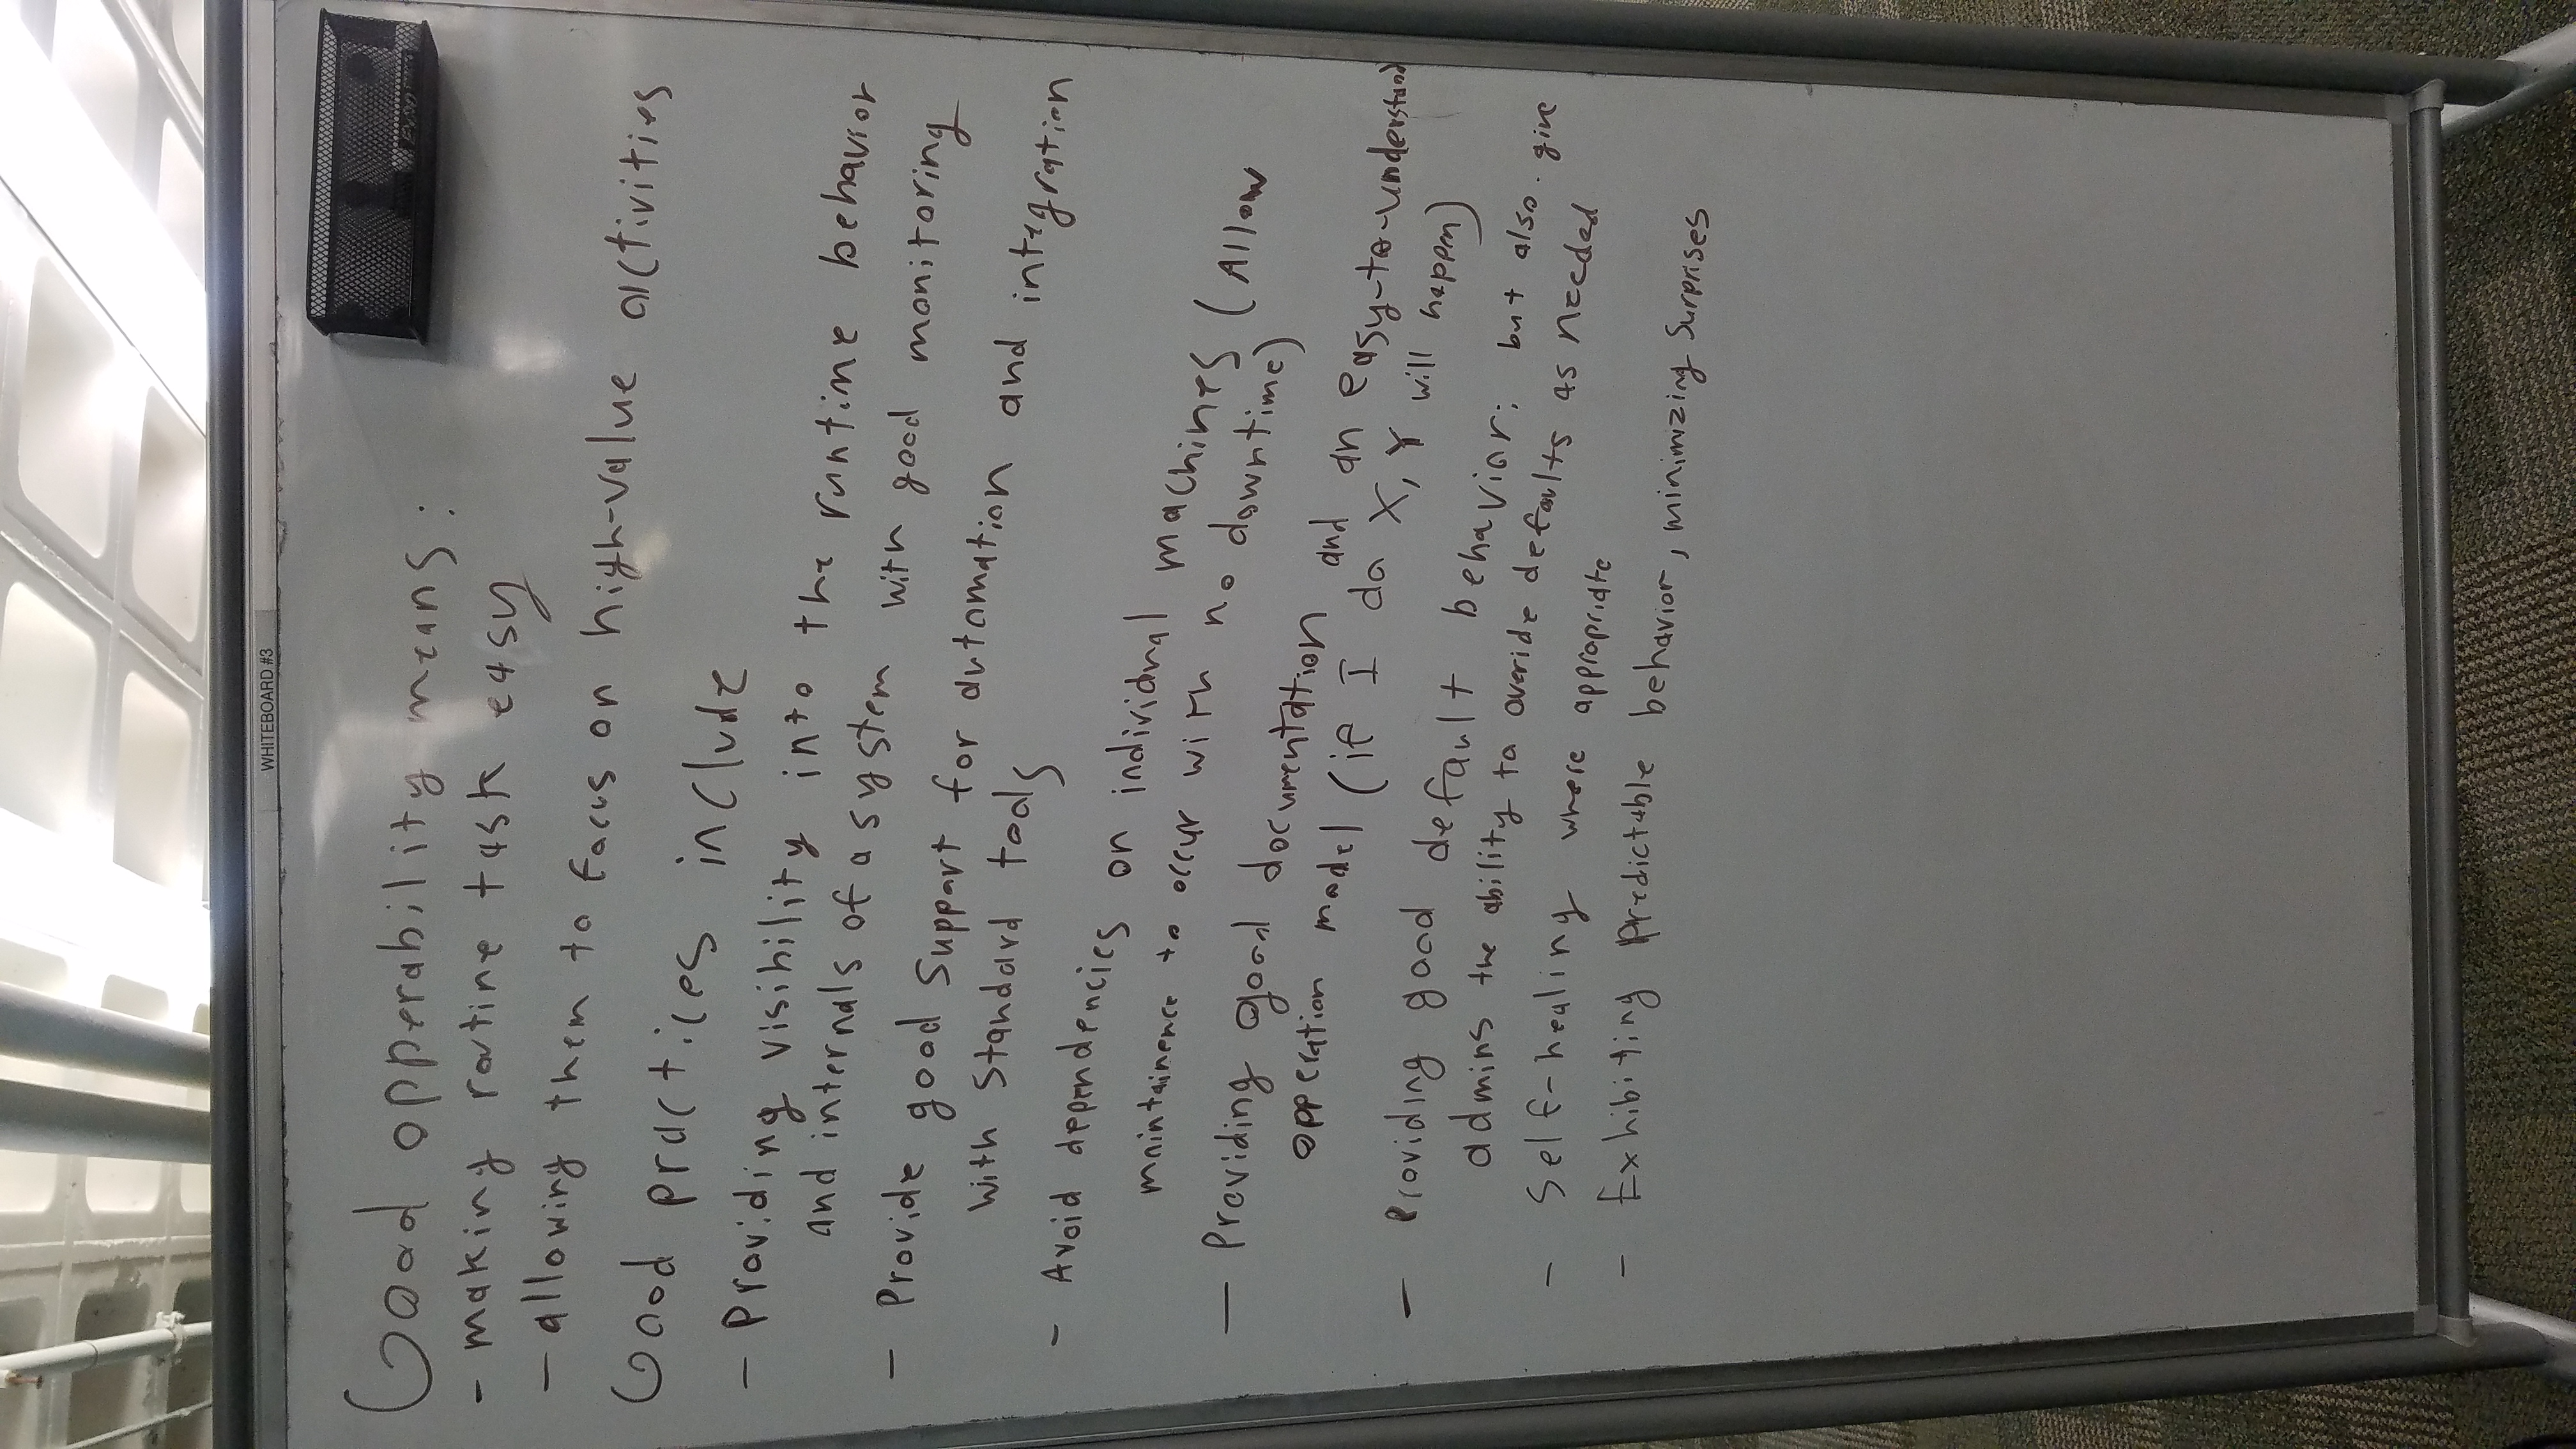 WHITEBOARD #3
EXPO
Good opperability means:
- making routine task easy
- allowing them to focus on high-value activities
Good practices include
- Providing visibility into the runtime behavior
and internals of a system with good monitoring
- Provide good support for automation and integration
with standard tools
- Avoid dependencies on individual machines (Allow
maintainence to occur with no downtime)
- Providing good documentation and an easy-to-understand
opperation model (if I do X, Y will happen)
- Providing good default behavior; but also give
admins the ability to overide defaults as needed
- Self-healing where appropriate
- Exhibiting predictable behavior, minimizing surprises